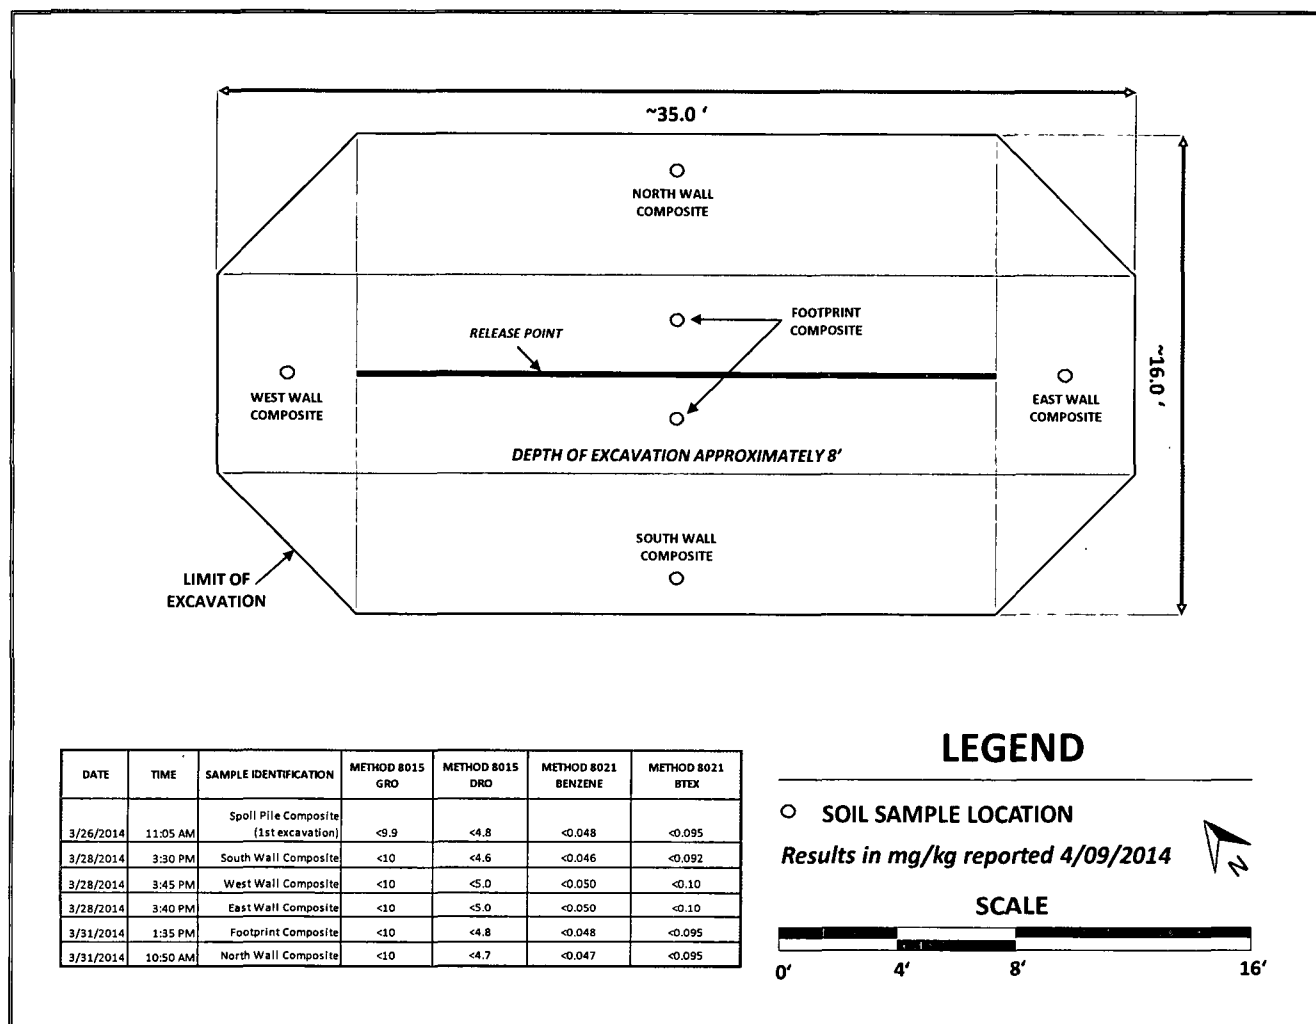 ~35.0 ′
NORTH WALL
COMPOSITE
FOOTPRINT
COMPOSITE
RELEASE POINT
~16.0 ′
WEST WALL
COMPOSITE
EAST WALL
COMPOSITE
DEPTH OF EXCAVATION APPROXIMATELY 8′
SOUTH WALL
COMPOSITE
LIMIT OF
EXCAVATION
DATE TIME SAMPLE IDENTIFICATION METHOD 8015 GRO METHOD 8015 DRO METHOD 8021 BENZENE METHOD 8021 BTEX
3/26/2014 11:05 AM Spoil Pile Composite (1st excavation) <9.9 <4.8 <0.048 <0.095
3/28/2014 3:30 PM South Wall Composite <10 <4.6 <0.046 <0.092
3/28/2014 3:45 PM West Wall Composite <10 <5.0 <0.050 <0.10
3/28/2014 3:40 PM East Wall Composite <10 <5.0 <0.050 <0.10
3/31/2014 1:35 PM Footprint Composite <10 <4.8 <0.048 <0.095
3/31/2014 10:50 AM North Wall Composite <10 <4.7 <0.047 <0.095
LEGEND
SOIL SAMPLE LOCATION
Results in mg/kg reported 4/09/2014
N
SCALE
0′ 4′ 8′ 16′